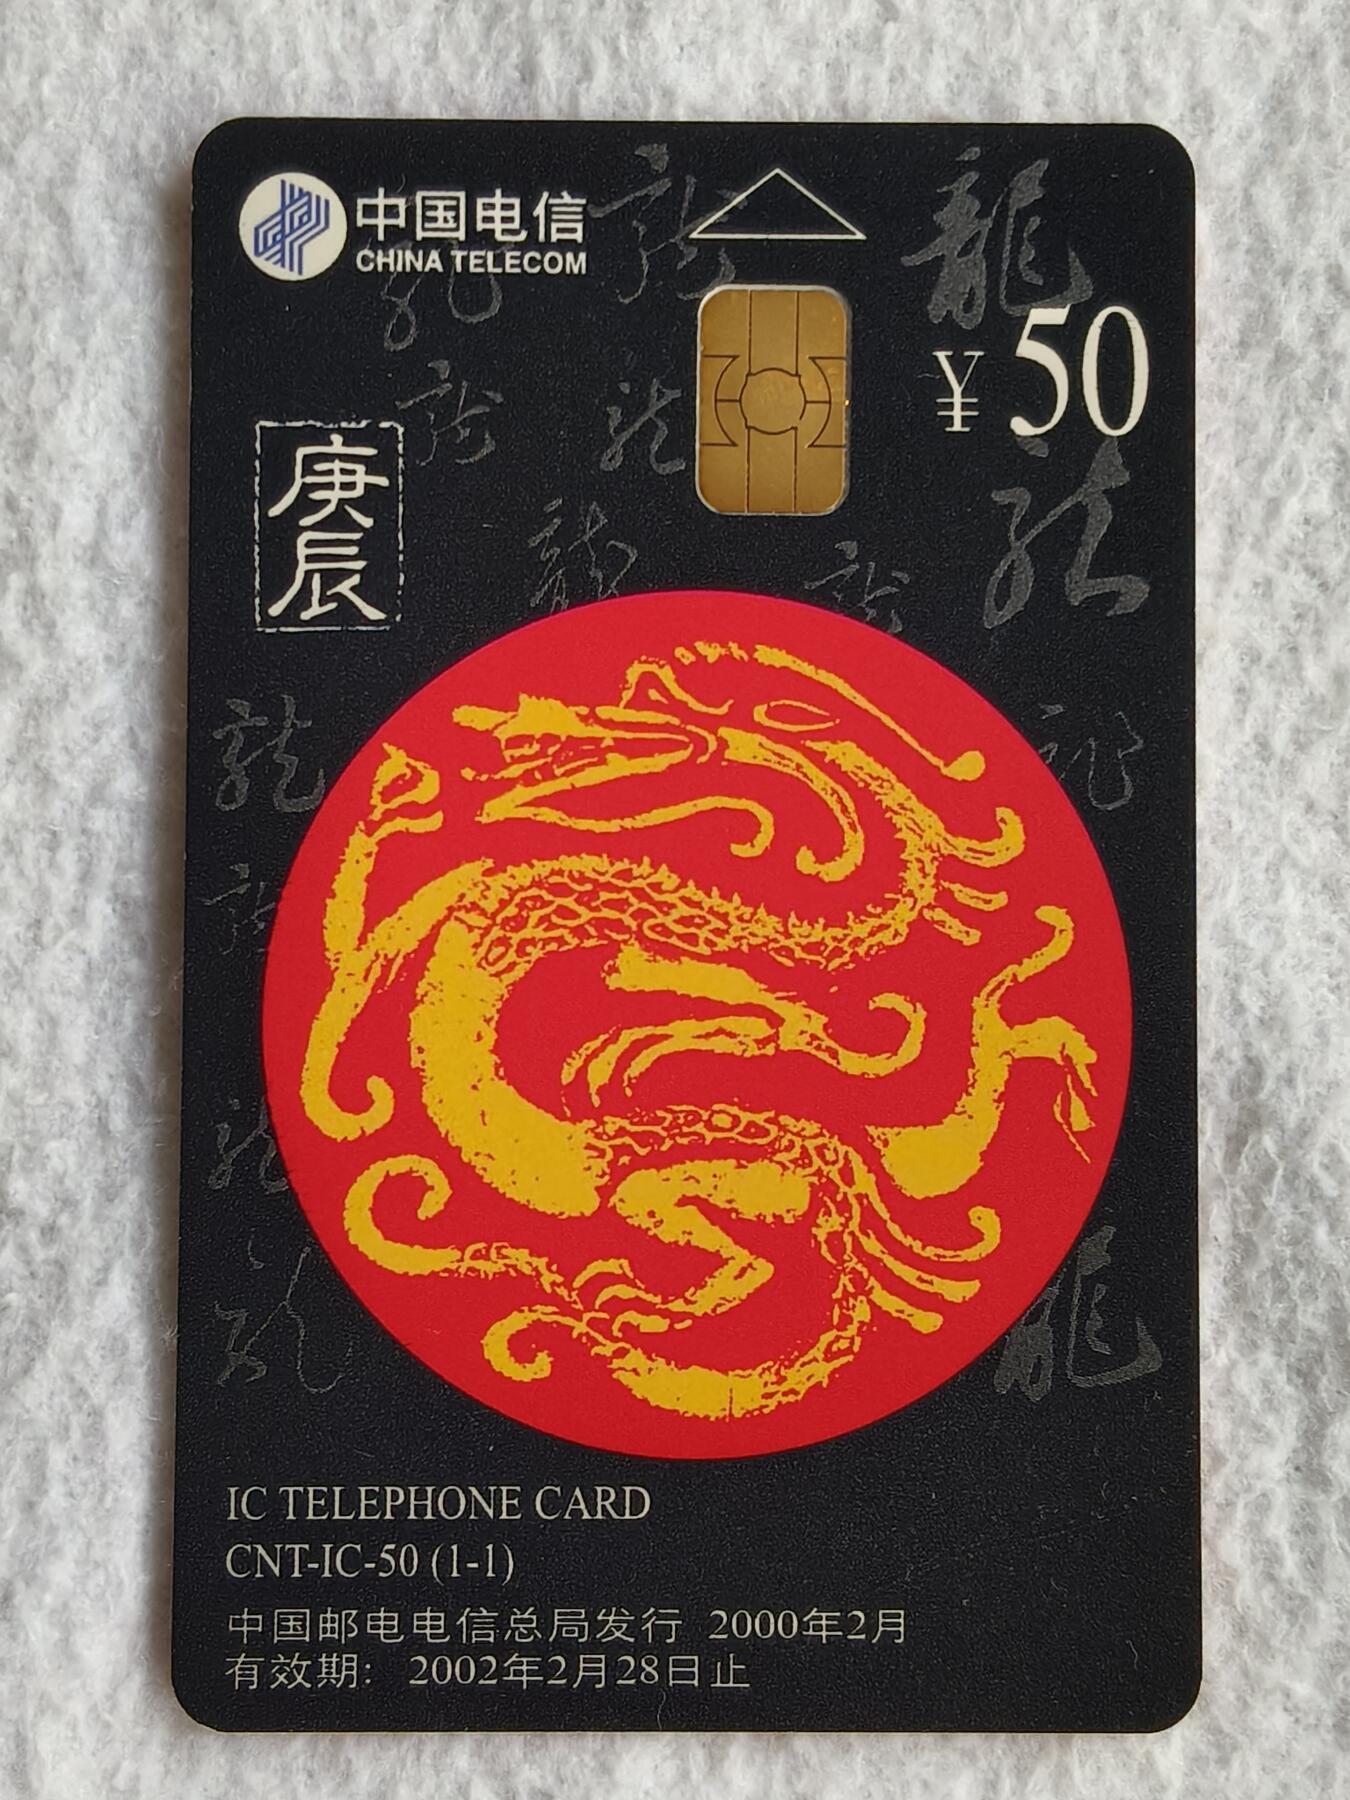 中国电信
CHINA TELECOM
龍
¥50
庚辰
IC TELEPHONE CARD
CNT-IC-50 (1-1)
中国邮电电信总局发行 2000年2月
有效期: 2002年2月28日止